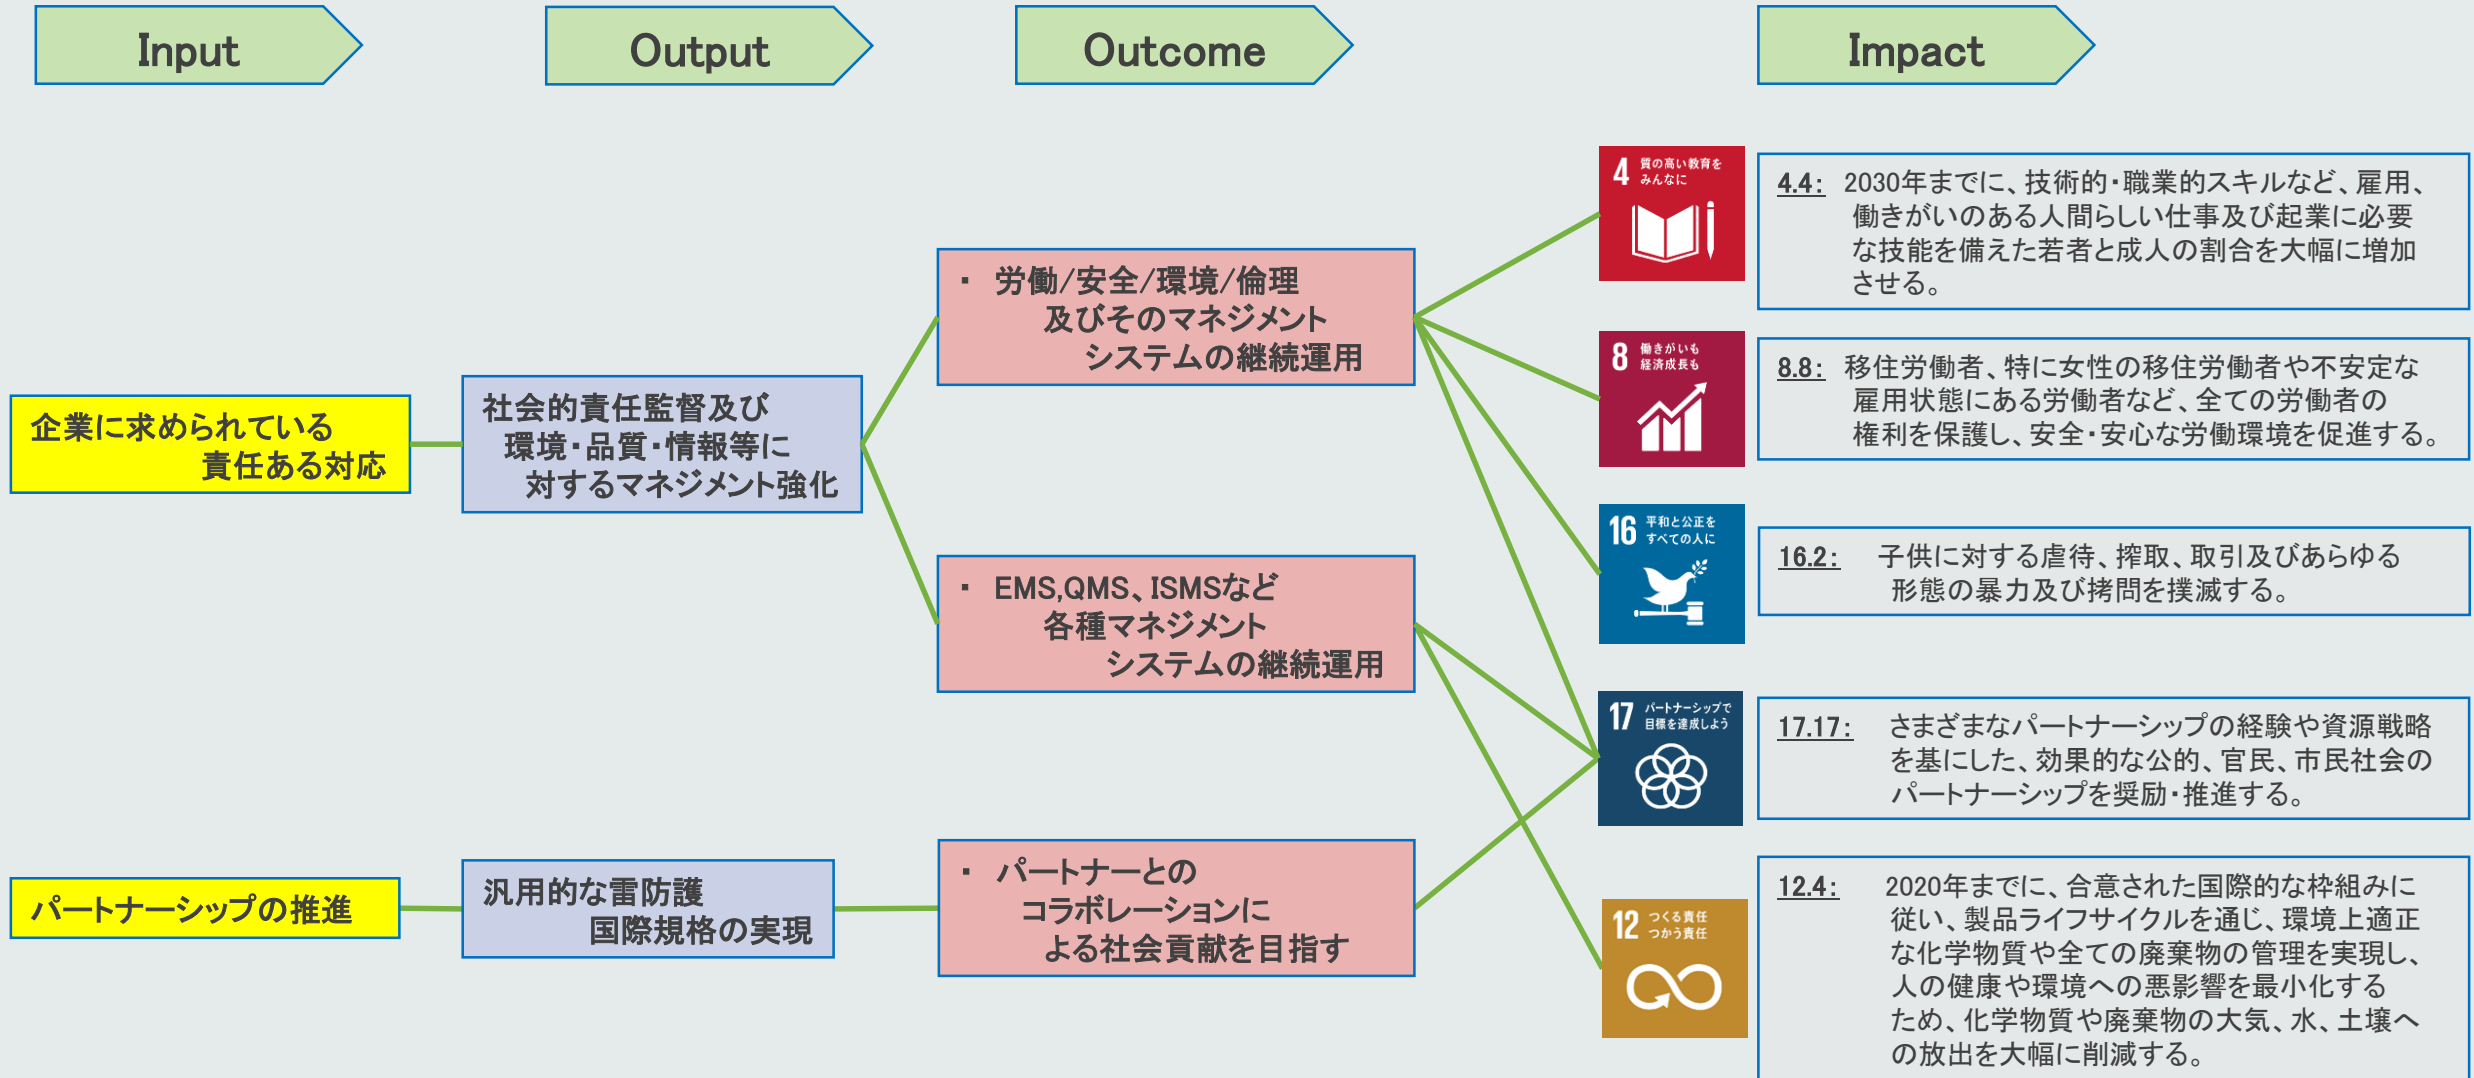 Input
Output
Outcome
Impact
企業に求められている
責任ある対応
パートナーシップの推進
社会的責任監督及び
環境・品質・情報等に
対するマネジメント強化
汎用的な雷防護
国際規格の実現
・ 労働/安全/環境/倫理
及びそのマネジメント
システムの継続運用
・ EMS,QMS、ISMSなど
各種マネジメント
システムの継続運用
・ パートナーとの
コラボレーションに
よる社会貢献を目指す
4 質の高い教育を
みんなに
4.4： 2030年までに、技術的・職業的スキルなど、雇用、
働きがいのある人間らしい仕事及び起業に必要
な技能を備えた若者と成人の割合を大幅に増加
させる。
8 働きがいも
経済成長も
8.8： 移住労働者、特に女性の移住労働者や不安定な
雇用状態にある労働者など、全ての労働者の
権利を保護し、安全・安心な労働環境を促進する。
16 平和と公正を
すべての人に
16.2： 子供に対する虐待、搾取、取引及びあらゆる
形態の暴力及び拷問を撲滅する。
17 パートナーシップで
目標を達成しよう
17.17： さまざまなパートナーシップの経験や資源戦略
を基にした、効果的な公的、官民、市民社会の
パートナーシップを奨励・推進する。
12 つくる責任
つかう責任
12.4： 2020年までに、合意された国際的な枠組みに
従い、製品ライフサイクルを通じ、環境上適正
な化学物質や全ての廃棄物の管理を実現し、
人の健康や環境への悪影響を最小化する
ため、化学物質や廃棄物の大気、水、土壌へ
の放出を大幅に削減する。